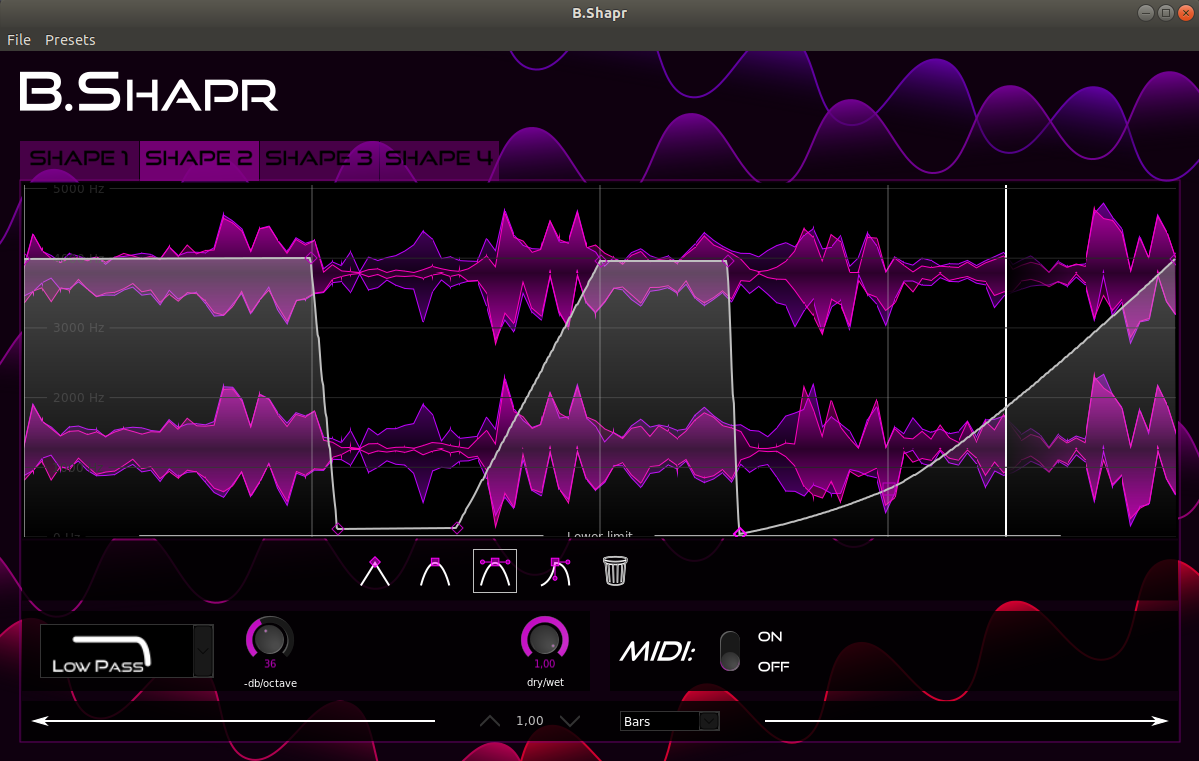 B.Shapr
File Presets
B.SHAPR
SHAPE 1 SHAPE 2 SHAPE 3 SHAPE 4
5000 Hz
3000 Hz
2000 Hz
0 Hz
Lower limit
LOW PASS
36
-db/octave
1,00
dry/wet
MIDI:
ON
OFF
1,00
Bars